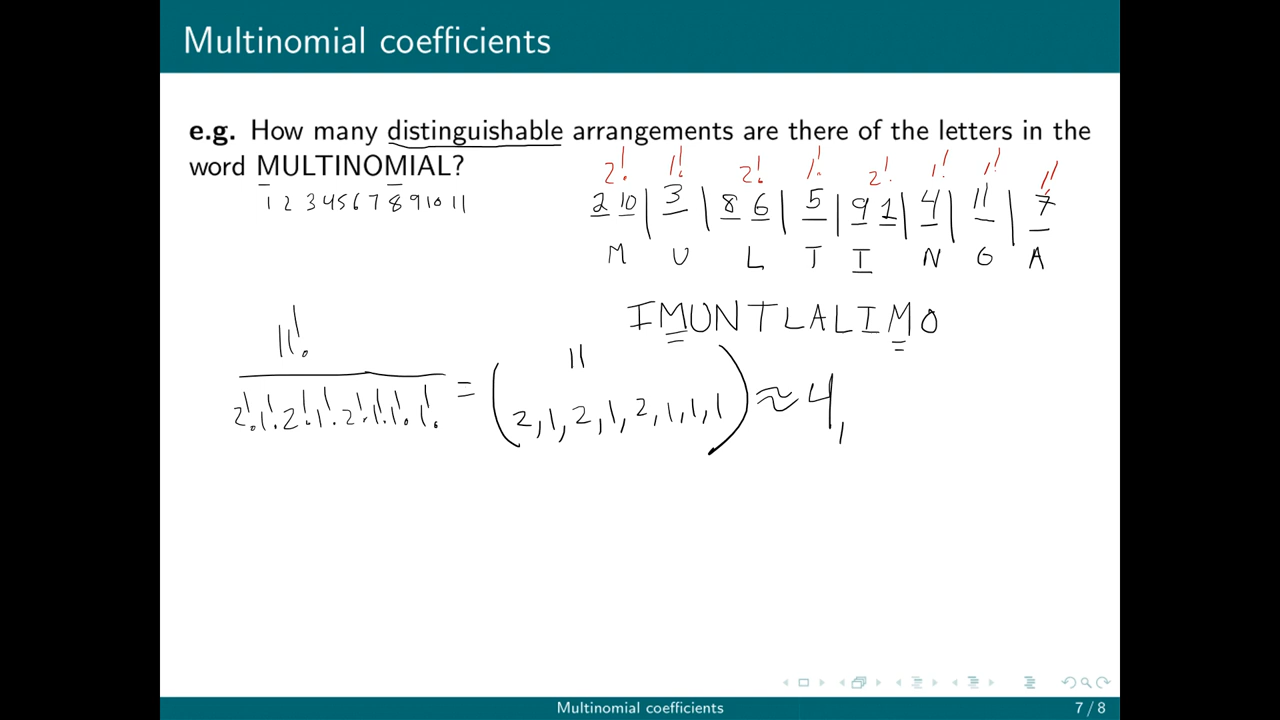 Multinomial coefficients
e.g. How many distinguishable arrangements are there of the letters in the
word MULTINOMIAL?
1 2 3 4 5 6 7 8 9 10 11
2! 1! 2! 1! 2! 1! 1! 1!
2 10 | 3 | 8 6 | 5 | 9 1 | 4 | 11 | 7
M U L T I N O A
IMUNTLALIMO
11!
2!1!2!1!2!1!1!1!
= (11
2,1,2,1,2,1,1,1) ≈ 4,
Multinomial coefficients 7 / 8